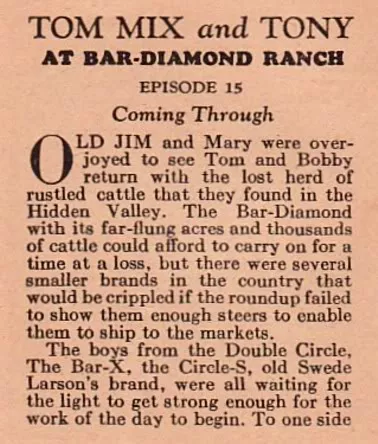 TOM MIX and TONY
AT BAR-DIAMOND RANCH
EPISODE 15
Coming Through
OLD JIM and Mary were over-
joyed to see Tom and Bobby
return with the lost herd of
rustled cattle that they found in the
Hidden Valley. The Bar-Diamond
with its far-flung acres and thousands
of cattle could afford to carry on for a
time at a loss, but there were several
smaller brands in the country that
would be crippled if the roundup failed
to show them enough steers to enable
them to ship to the markets.
The boys from the Double Circle,
The Bar-X, the Circle-S, old Swede
Larson's brand, were all waiting for
the light to get strong enough for the
work of the day to begin. To one side